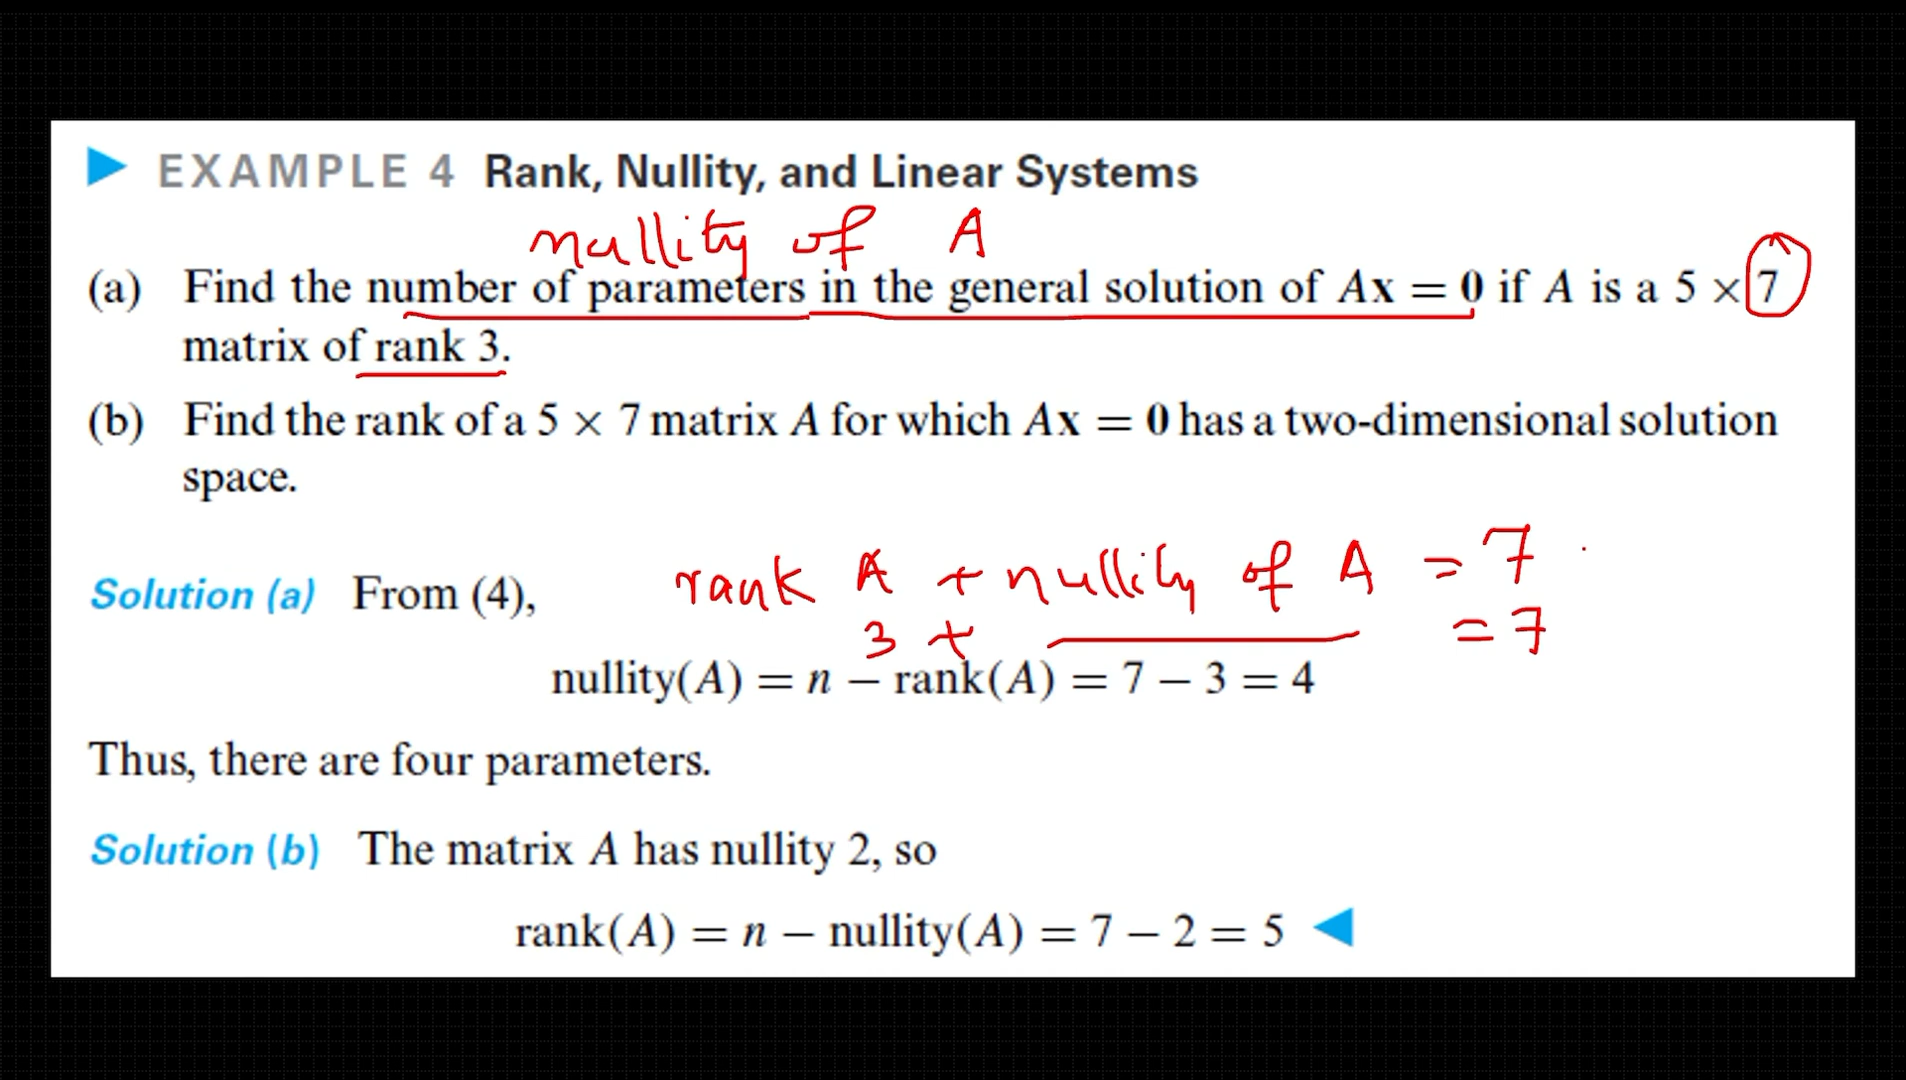 EXAMPLE 4 Rank, Nullity, and Linear Systems
nullity of A
(a) Find the number of parameters in the general solution of Ax = 0 if A is a 5 × 7
matrix of rank 3.
(b) Find the rank of a 5 × 7 matrix A for which Ax = 0 has a two-dimensional solution
space.
rank A + nullity of A = 7
Solution (a) From (4),
3 + = 7
nullity(A) = n − rank(A) = 7 − 3 = 4
Thus, there are four parameters.
Solution (b) The matrix A has nullity 2, so
rank(A) = n − nullity(A) = 7 − 2 = 5